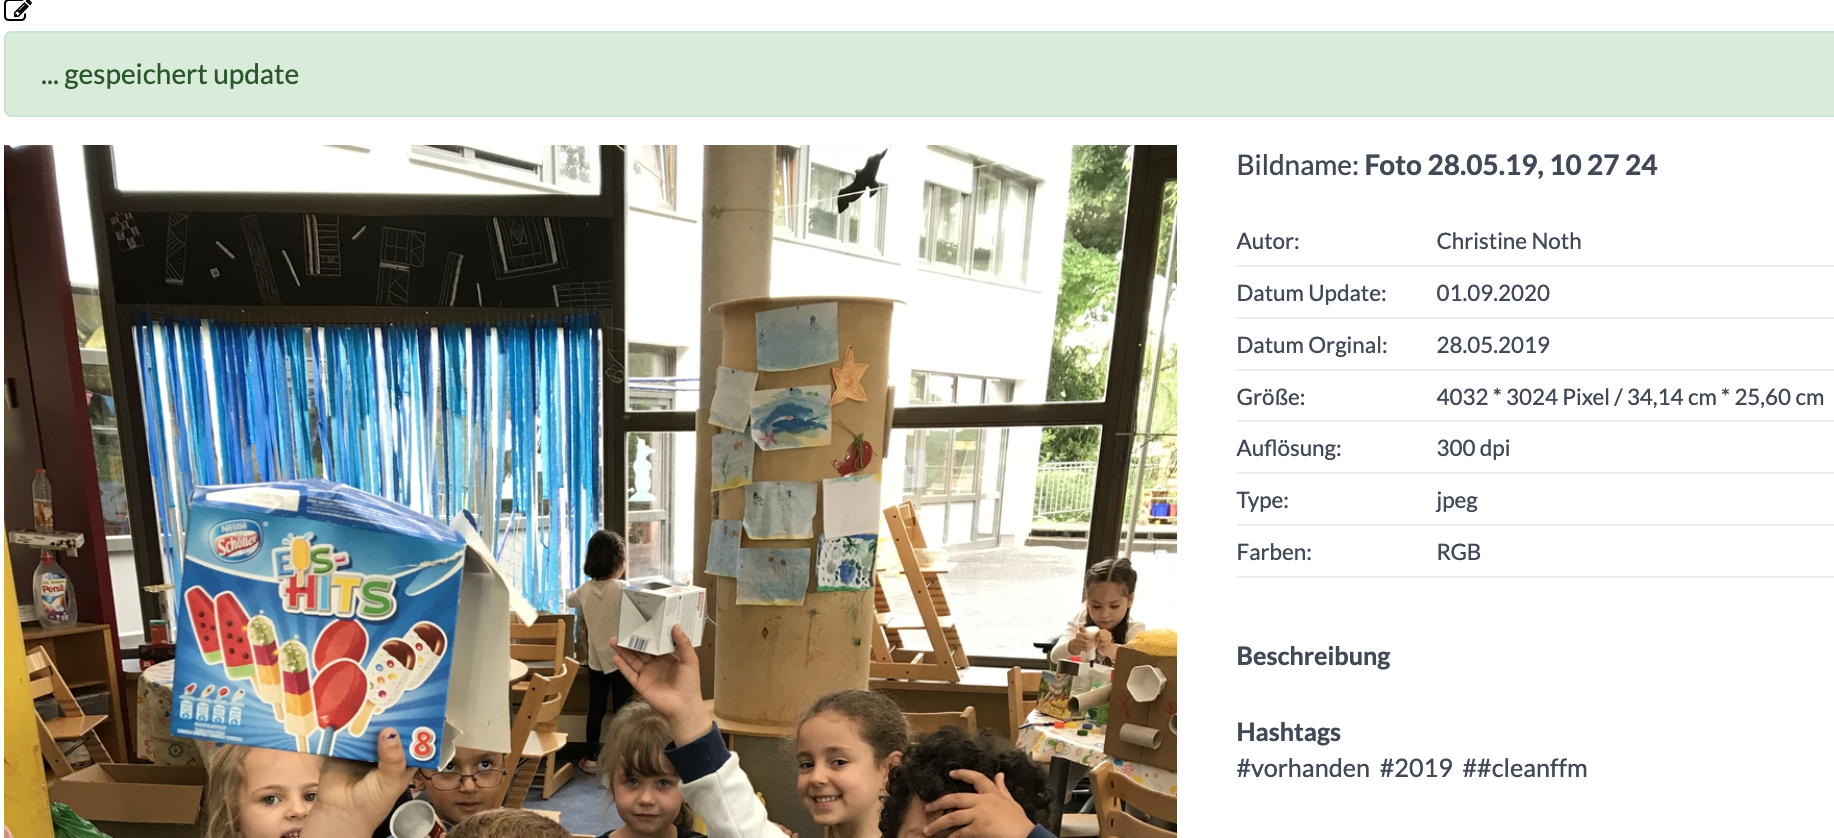 ... gespeichert update
Bildname: Foto 28.05.19, 10 27 24
Autor: Christine Noth
Datum Update: 01.09.2020
Datum Orginal: 28.05.2019
Größe: 4032 * 3024 Pixel / 34,14 cm * 25,60 cm
Auflösung: 300 dpi
Type: jpeg
Farben: RGB
Beschreibung
Hashtags
#vorhanden #2019 ##cleanffm
Nestlé
Schöller
EIS-
HITS
8
Persil